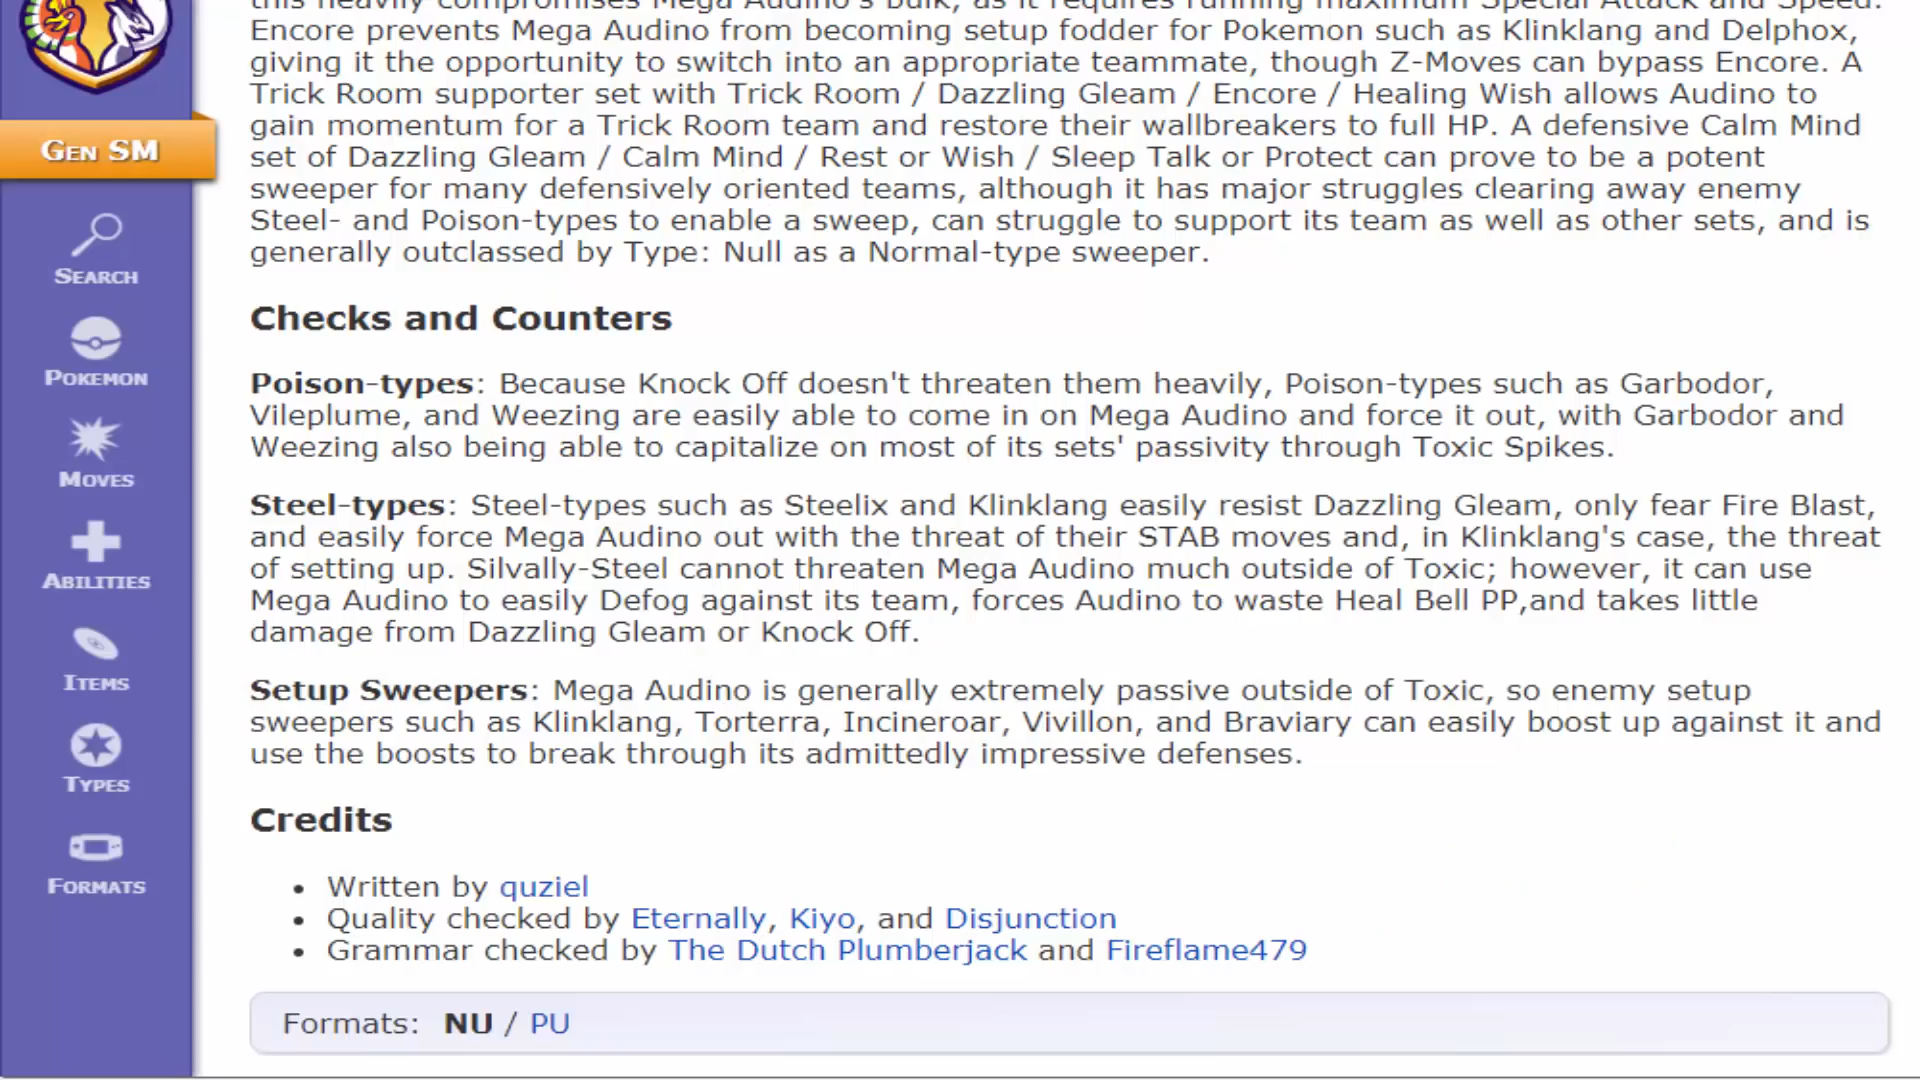 this heavily compromises Mega Audino's bulk, as it requires running maximum Special Attack and Speed.
Encore prevents Mega Audino from becoming setup fodder for Pokemon such as Klinklang and Delphox,
giving it the opportunity to switch into an appropriate teammate, though Z-Moves can bypass Encore. A
Trick Room supporter set with Trick Room / Dazzling Gleam / Encore / Healing Wish allows Audino to
gain momentum for a Trick Room team and restore their wallbreakers to full HP. A defensive Calm Mind
set of Dazzling Gleam / Calm Mind / Rest or Wish / Sleep Talk or Protect can prove to be a potent
sweeper for many defensively oriented teams, although it has major struggles clearing away enemy
Steel- and Poison-types to enable a sweep, can struggle to support its team as well as other sets, and is
generally outclassed by Type: Null as a Normal-type sweeper.
Checks and Counters
Poison-types: Because Knock Off doesn't threaten them heavily, Poison-types such as Garbodor,
Vileplume, and Weezing are easily able to come in on Mega Audino and force it out, with Garbodor and
Weezing also being able to capitalize on most of its sets' passivity through Toxic Spikes.
Steel-types: Steel-types such as Steelix and Klinklang easily resist Dazzling Gleam, only fear Fire Blast,
and easily force Mega Audino out with the threat of their STAB moves and, in Klinklang's case, the threat
of setting up. Silvally-Steel cannot threaten Mega Audino much outside of Toxic; however, it can use
Mega Audino to easily Defog against its team, forces Audino to waste Heal Bell PP,and takes little
damage from Dazzling Gleam or Knock Off.
Setup Sweepers: Mega Audino is generally extremely passive outside of Toxic, so enemy setup
sweepers such as Klinklang, Torterra, Incineroar, Vivillon, and Braviary can easily boost up against it and
use the boosts to break through its admittedly impressive defenses.
Credits
• Written by quziel
• Quality checked by Eternally, Kiyo, and Disjunction
• Grammar checked by The Dutch Plumberjack and Fireflame479
Formats: NU / PU
GEN SM
SEARCH
POKEMON
MOVES
ABILITIES
ITEMS
TYPES
FORMATS